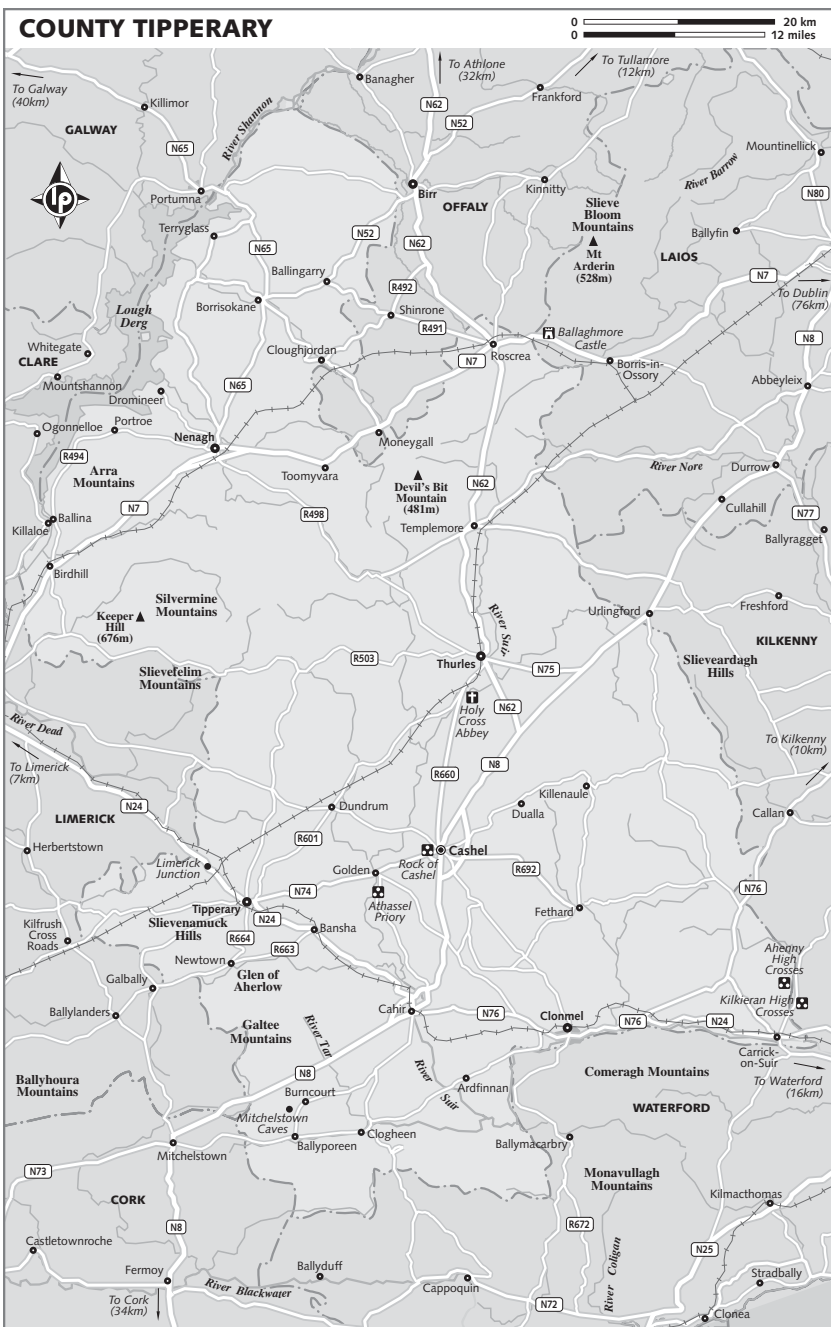 COUNTY TIPPERARY
0 20 km
0 12 miles
To Galway
(40km)
Killimor
GALWAY
N65
River Shannon
Banagher
To Athlone
(32km)
N62
N52
Frankford
To Tullamore
(12km)
Mountinellick
River Barrow
N80
lp
Portumna
Birr
Kinnitty
OFFALY
Slieve
Bloom
Mountains
Mt
Arderin
(528m)
Ballyfin
LAIOS
Terryglass
N65
N52
N62
N7
To Dublin
(76km)
Ballingarry
R492
Borrisokane
Shinrone
R491
Ballaghmore
Castle
N8
Lough
Derg
Whitegate
CLARE
Mountshannon
Cloughjordan
Roscrea
N7
Borris-in-
Ossory
Abbeyleix
Dromineer
N65
Ogonnelloe
Portroe
Nenagh
Moneygall
R494
Arra
Mountains
Toomyvara
Devil's Bit
Mountain
(481m)
N62
River Nore
Durrow
Cullahill
N77
Ballyragget
N7
R498
Killaloe
Ballina
Templemore
Birdhill
Silvermine
Mountains
Keeper
Hill
(676m)
River Suir
Urlingford
Freshford
KILKENNY
Slievefelim
Mountains
R503
Thurles
N75
Slieveardagh
Hills
Holy
Cross
Abbey
N62
River Dead
To Limerick
(7km)
N8
R660
To Kilkenny
(10km)
N24
LIMERICK
Dundrum
Killenaule
Dualla
Callan
Herbertstown
R601
Limerick
Junction
Rock of
Cashel
Cashel
Golden
R692
N74
N76
Tipperary
N24
Athassel
Priory
Fethard
Kilfrush
Cross
Roads
Slievenamuck
Hills
Bansha
R664
R663
Newtown
Glen of
Aherlow
Galbally
Ahenny
High
Crosses
Kilkieran High
Crosses
Ballylanders
Cahir
N76
Clonmel
N76
N24
Galtee
Mountains
River Tar
Carrick-
on-Suir
Ballyhoura
Mountains
N8
River Suir
Ardfinnan
Comeragh Mountains
To Waterford
(16km)
WATERFORD
Burncourt
Mitchelstown
Caves
Ballyporeen
Clogheen
Ballymacarbry
Mitchelstown
N73
Monavullagh
Mountains
CORK
Kilmacthomas
N8
R672
River Coligan
N25
Castletownroche
Fermoy
Ballyduff
Cappoquin
Stradbally
River Blackwater
To Cork
(34km)
N72
Clonea